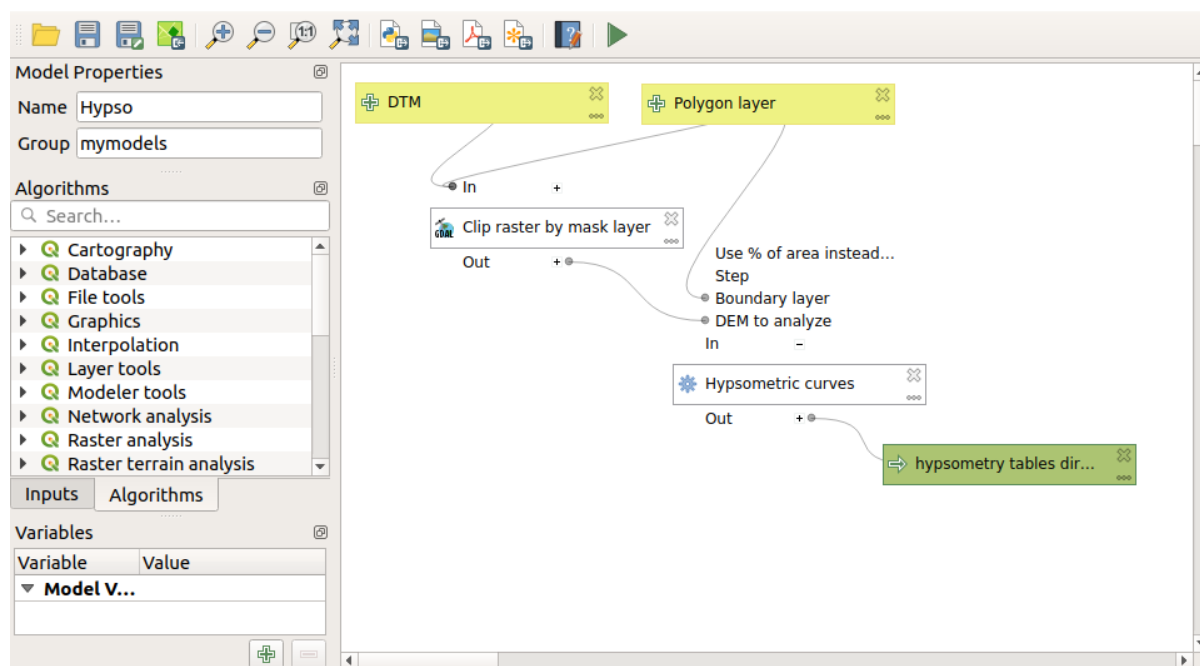 1:1
Model Properties
Name Hypso
Group mymodels
Algorithms
Search...
Cartography
Database
File tools
Graphics
Interpolation
Layer tools
Modeler tools
Network analysis
Raster analysis
Raster terrain analysis
Inputs Algorithms
Variables
Variable Value
Model V...
DTM
Polygon layer
In
GDAL Clip raster by mask layer
Out
Use % of area instead...
Step
Boundary layer
DEM to analyze
In
Hypsometric curves
Out
hypsometry tables dir...